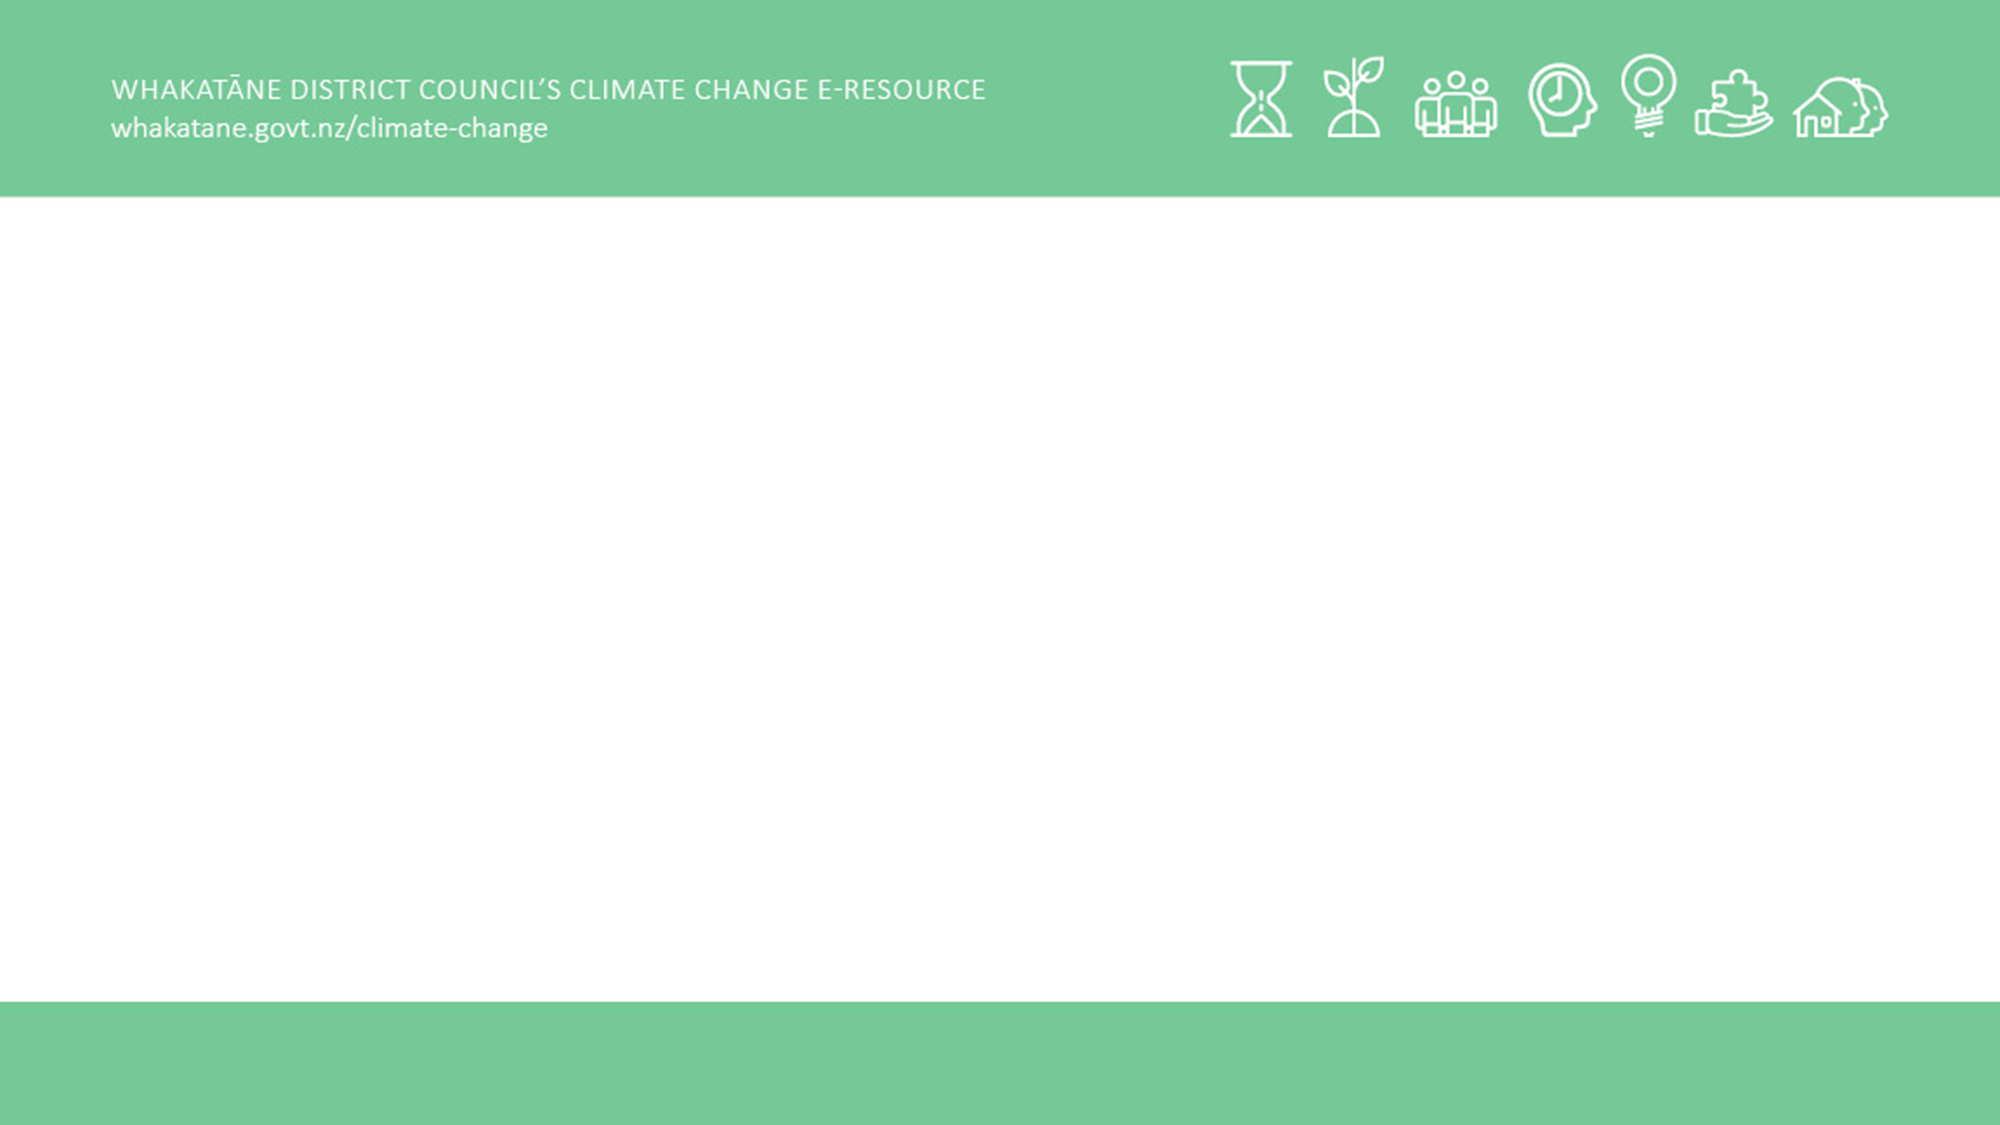 WHAKATĀNE DISTRICT COUNCIL’S CLIMATE CHANGE E-RESOURCE
whakatane.govt.nz/climate-change